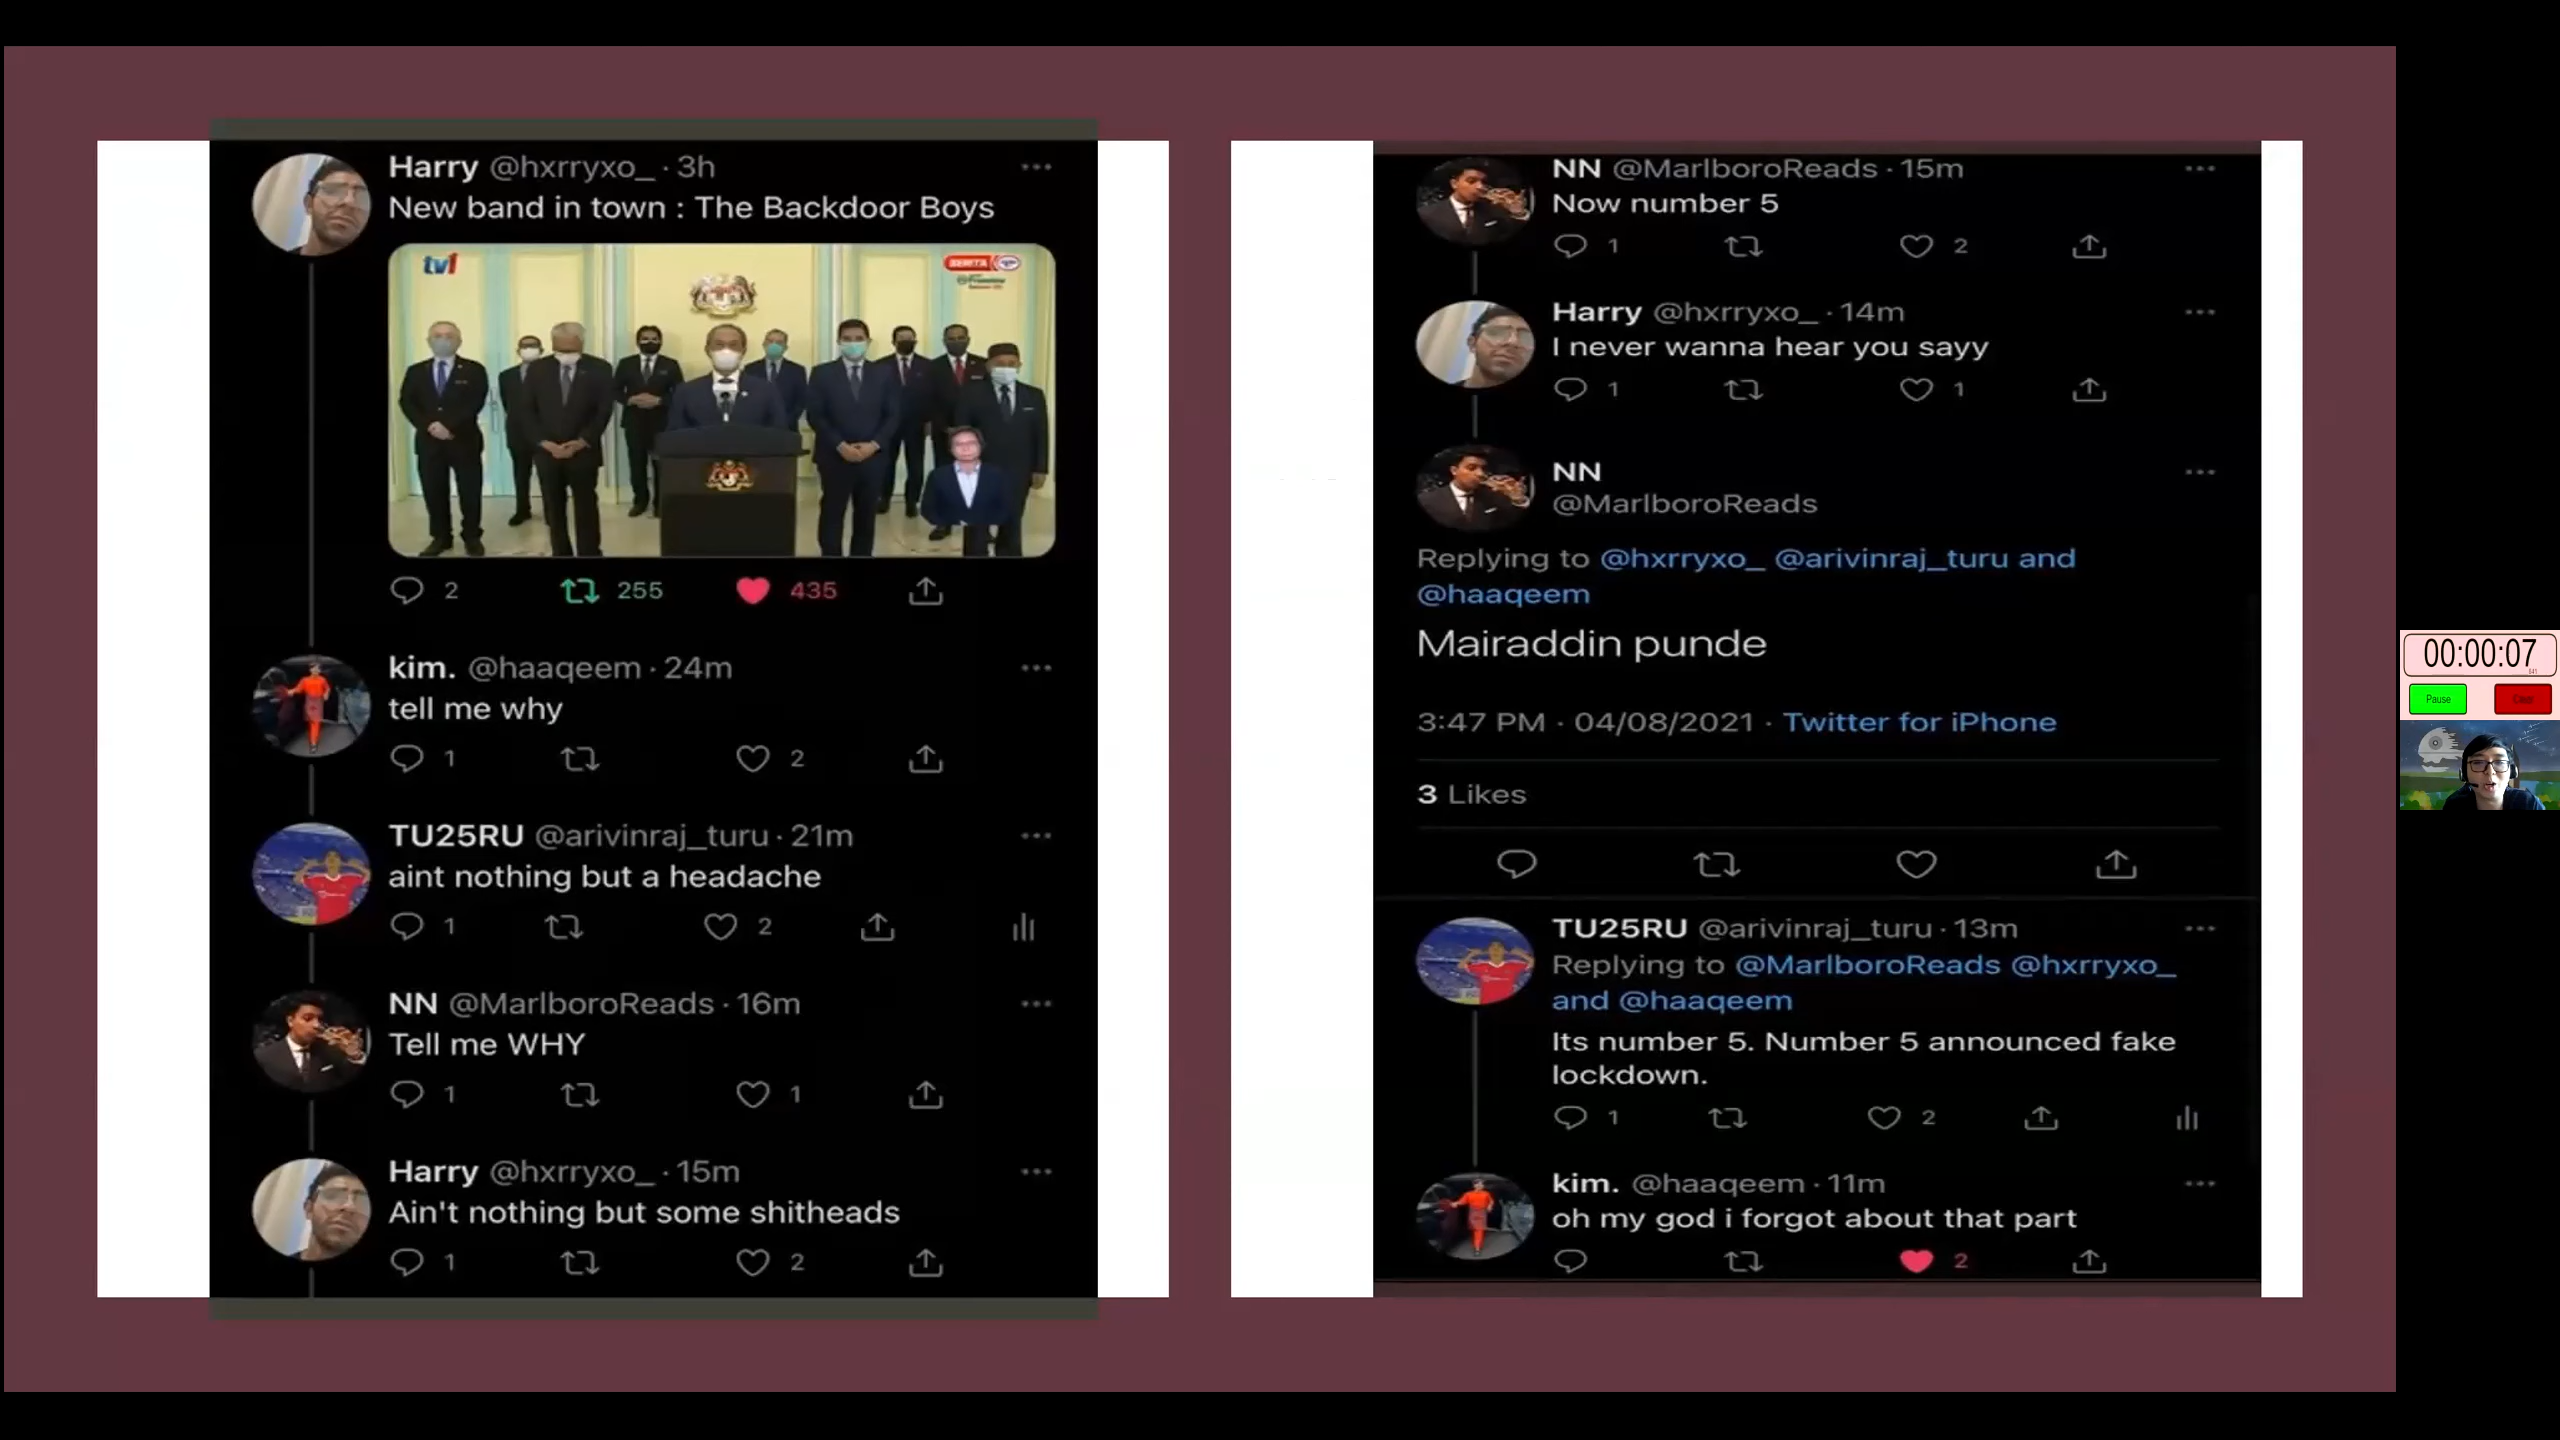 Harry @hxrryxo_ · 3h
New band in town : The Backdoor Boys
tv1
BERITA
2 255 435
kim. @haaqeem · 24m
tell me why
1 2
TU25RU @arivinraj_turu · 21m
aint nothing but a headache
1 2
NN @MarlboroReads · 16m
Tell me WHY
1 1
Harry @hxrryxo_ · 15m
Ain't nothing but some shitheads
1 2
NN @MarlboroReads · 15m
Now number 5
1 2
Harry @hxrryxo_ · 14m
I never wanna hear you sayy
1 1
NN
@MarlboroReads
Replying to @hxrryxo_ @arivinraj_turu and
@haaqeem
Mairaddin punde
3:47 PM · 04/08/2021 · Twitter for iPhone
3 Likes
TU25RU @arivinraj_turu · 13m
Replying to @MarlboroReads @hxrryxo_
and @haaqeem
Its number 5. Number 5 announced fake
lockdown.
1 2
kim. @haaqeem · 11m
oh my god i forgot about that part
2
00:00:07
Pause